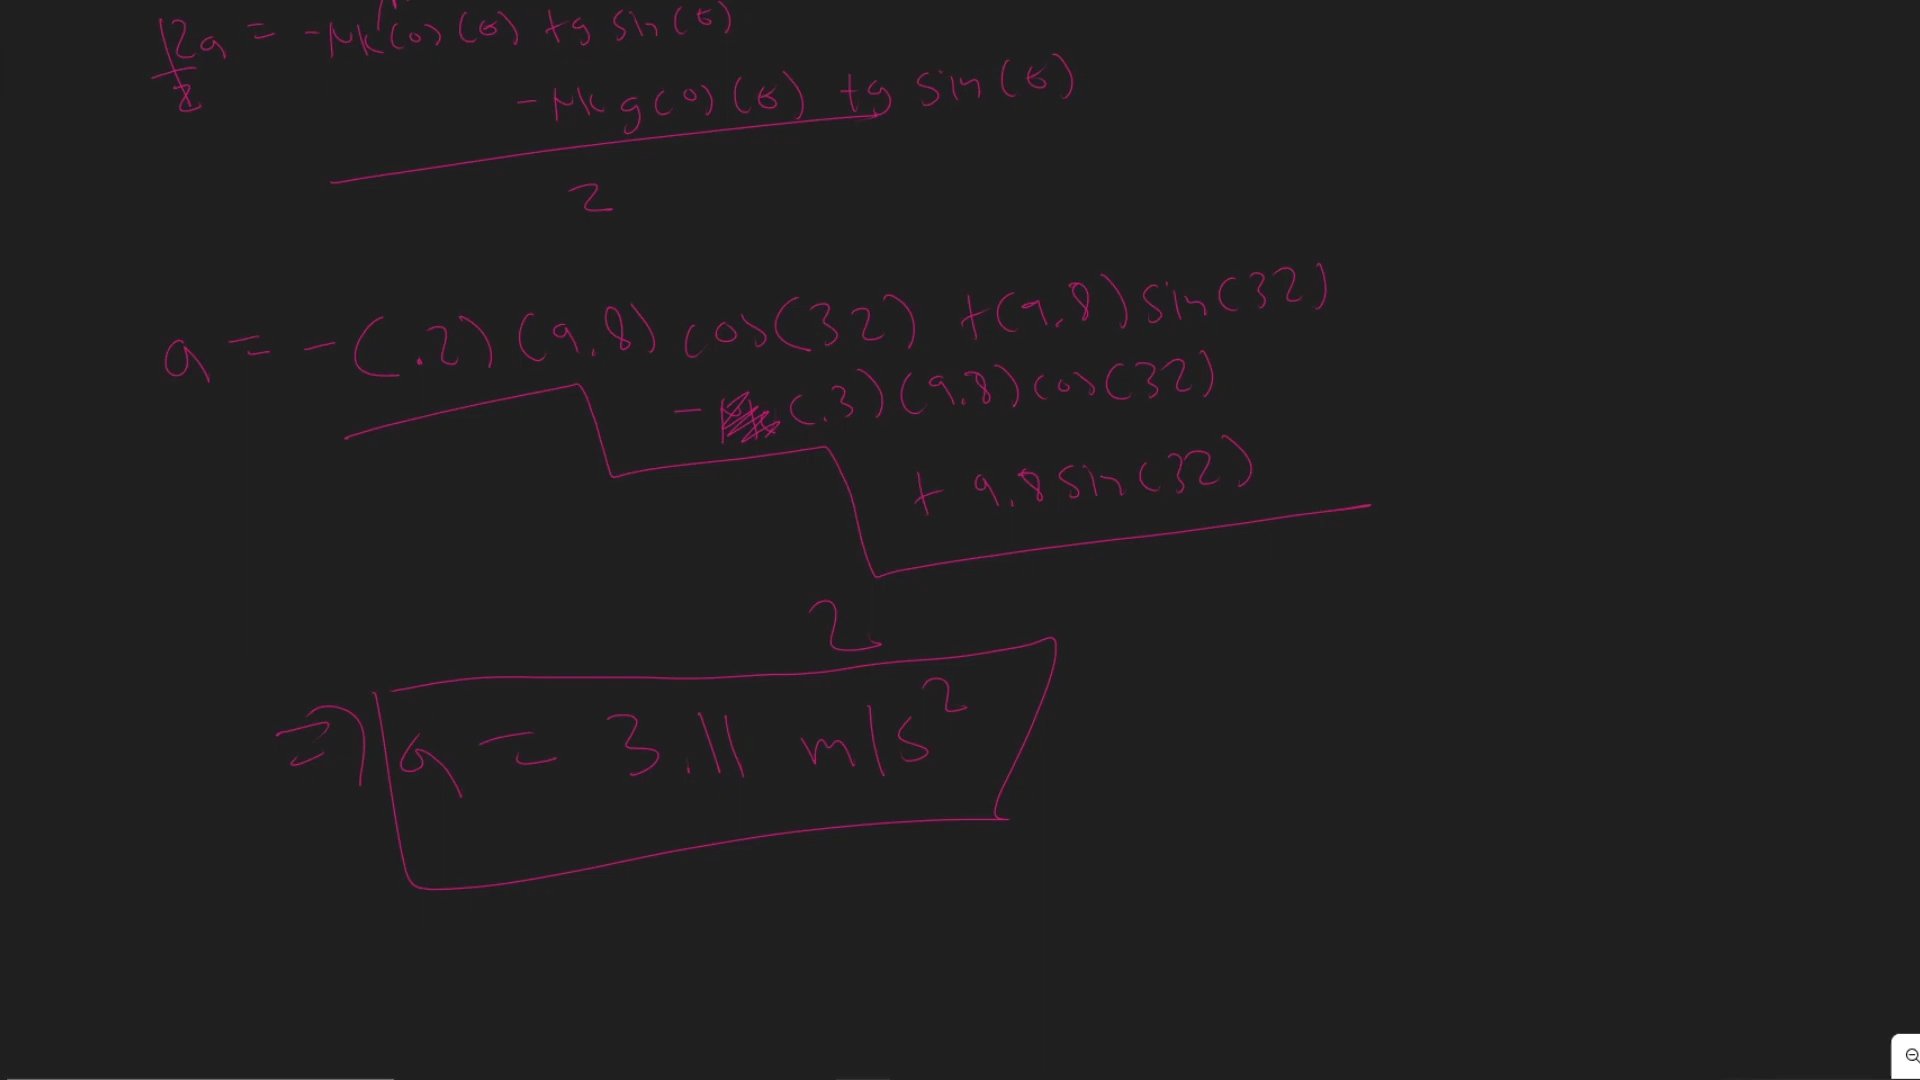 2a = -μk cos(θ) +g sin(θ)
2
-μk g cos(θ) +g sin(θ)
2
a = -(.2)(9.8) cos(32) +(9.8) sin(32)
- (.3)(9.8) cos(32)
+ 9.8 sin(32)
2
⇒ a = 3.11 m/s²